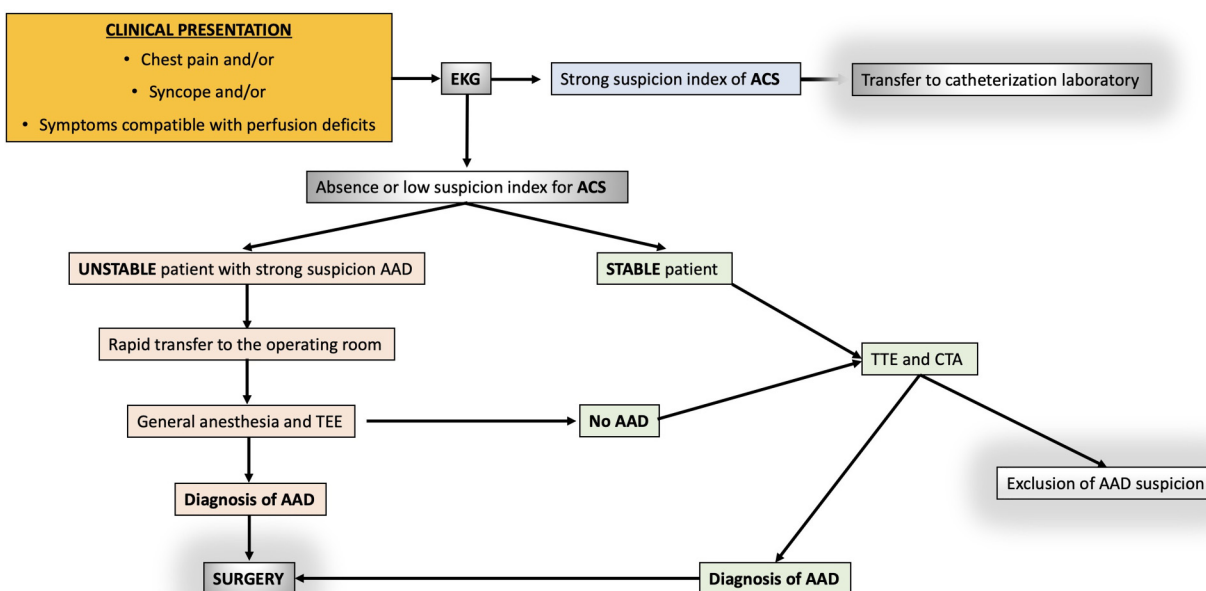 CLINICAL PRESENTATION
• Chest pain and/or
• Syncope and/or
• Symptoms compatible with perfusion deficits
EKG
Strong suspicion index of ACS
Transfer to catheterization laboratory
Absence or low suspicion index for ACS
UNSTABLE patient with strong suspicion AAD
STABLE patient
Rapid transfer to the operating room
TTE and CTA
General anesthesia and TEE
No AAD
Exclusion of AAD suspicion
Diagnosis of AAD
SURGERY
Diagnosis of AAD